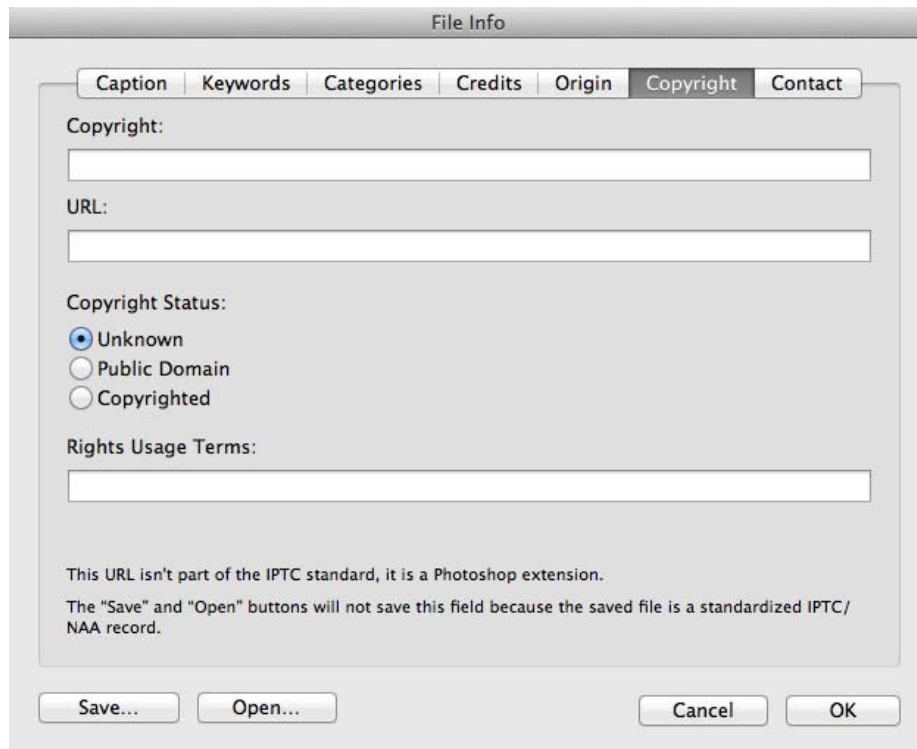 File Info
Caption Keywords Categories Credits Origin Copyright Contact
Copyright:
URL:
Copyright Status:
Unknown
Public Domain
Copyrighted
Rights Usage Terms:
This URL isn't part of the IPTC standard, it is a Photoshop extension.
The “Save” and “Open” buttons will not save this field because the saved file is a standardized IPTC/
NAA record.
Save... Open... Cancel OK